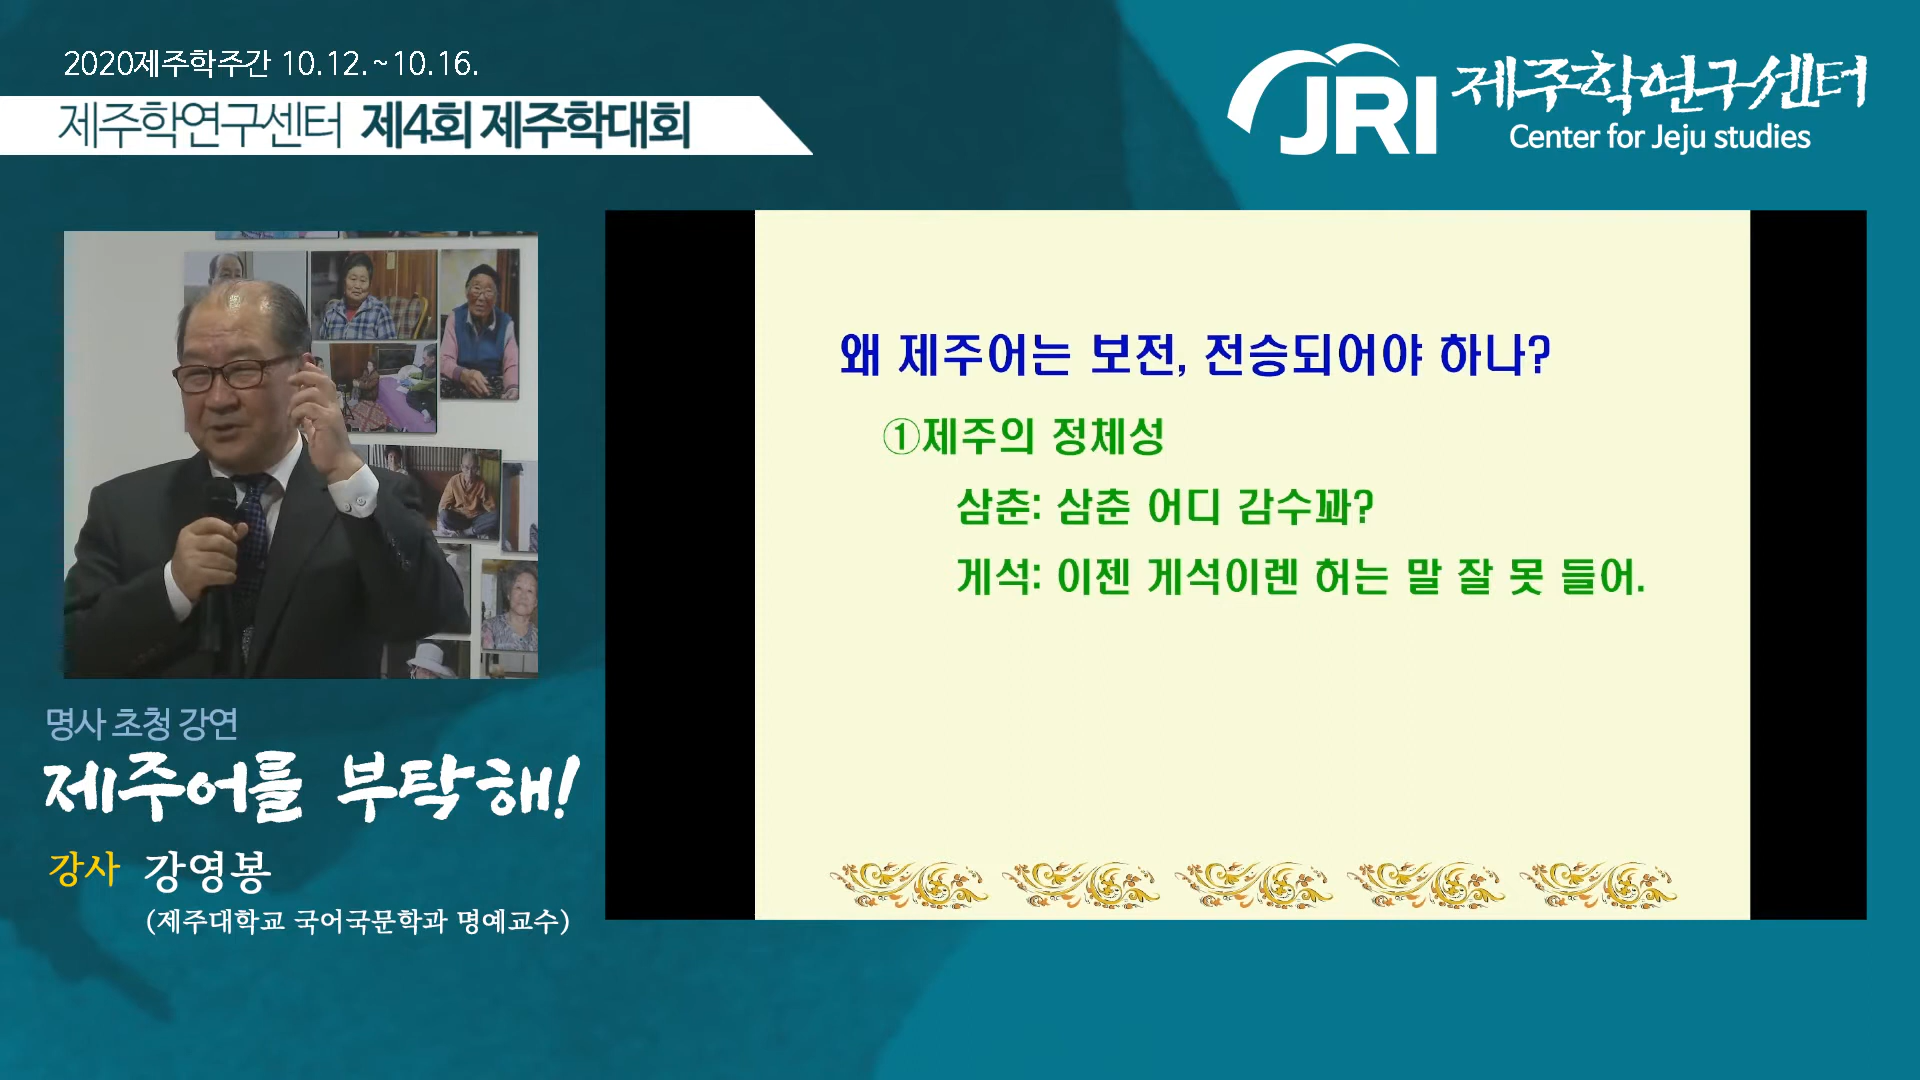 2020제주학주간 10.12.~10.16.
제주학연구센터 제4회 제주학대회
JRI 제주학연구센터
Center for Jeju studies
왜 제주어는 보전, 전승되어야 하나?
①제주의 정체성
삼춘: 삼춘 어디 감수꽈?
게석: 이젠 게석이렌 허는 말 잘 못 들어.
명사 초청 강연
제주어를 부탁해!
강사 강영봉
(제주대학교 국어국문학과 명예교수)